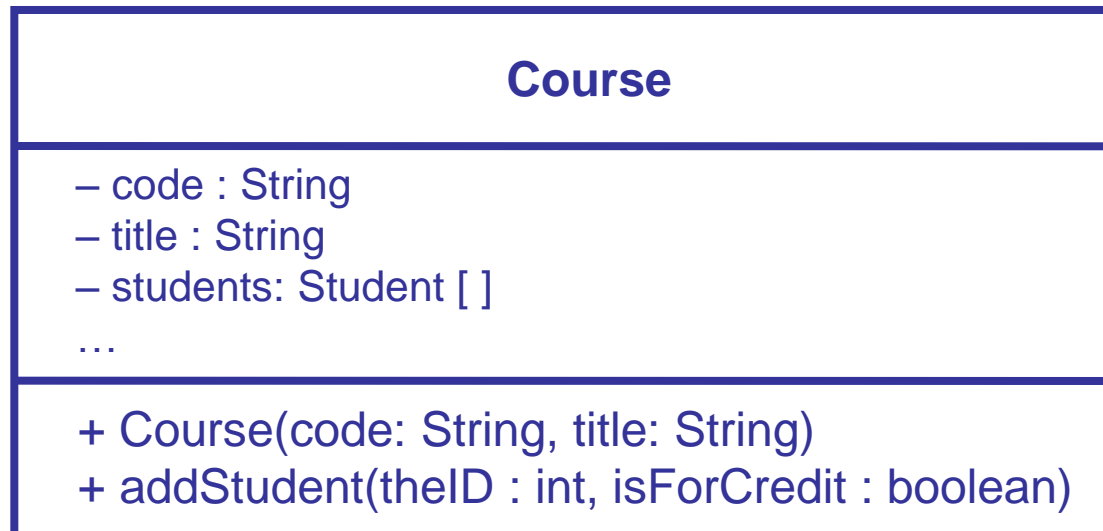 Course
– code : String
– title : String
– students: Student [ ]
…
+ Course(code: String, title: String)
+ addStudent(theID : int, isForCredit : boolean)